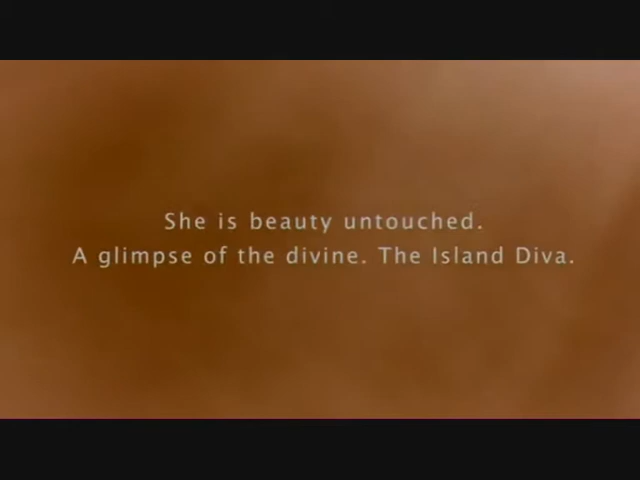 She is beauty untouched.
A glimpse of the divine. The Island Diva.